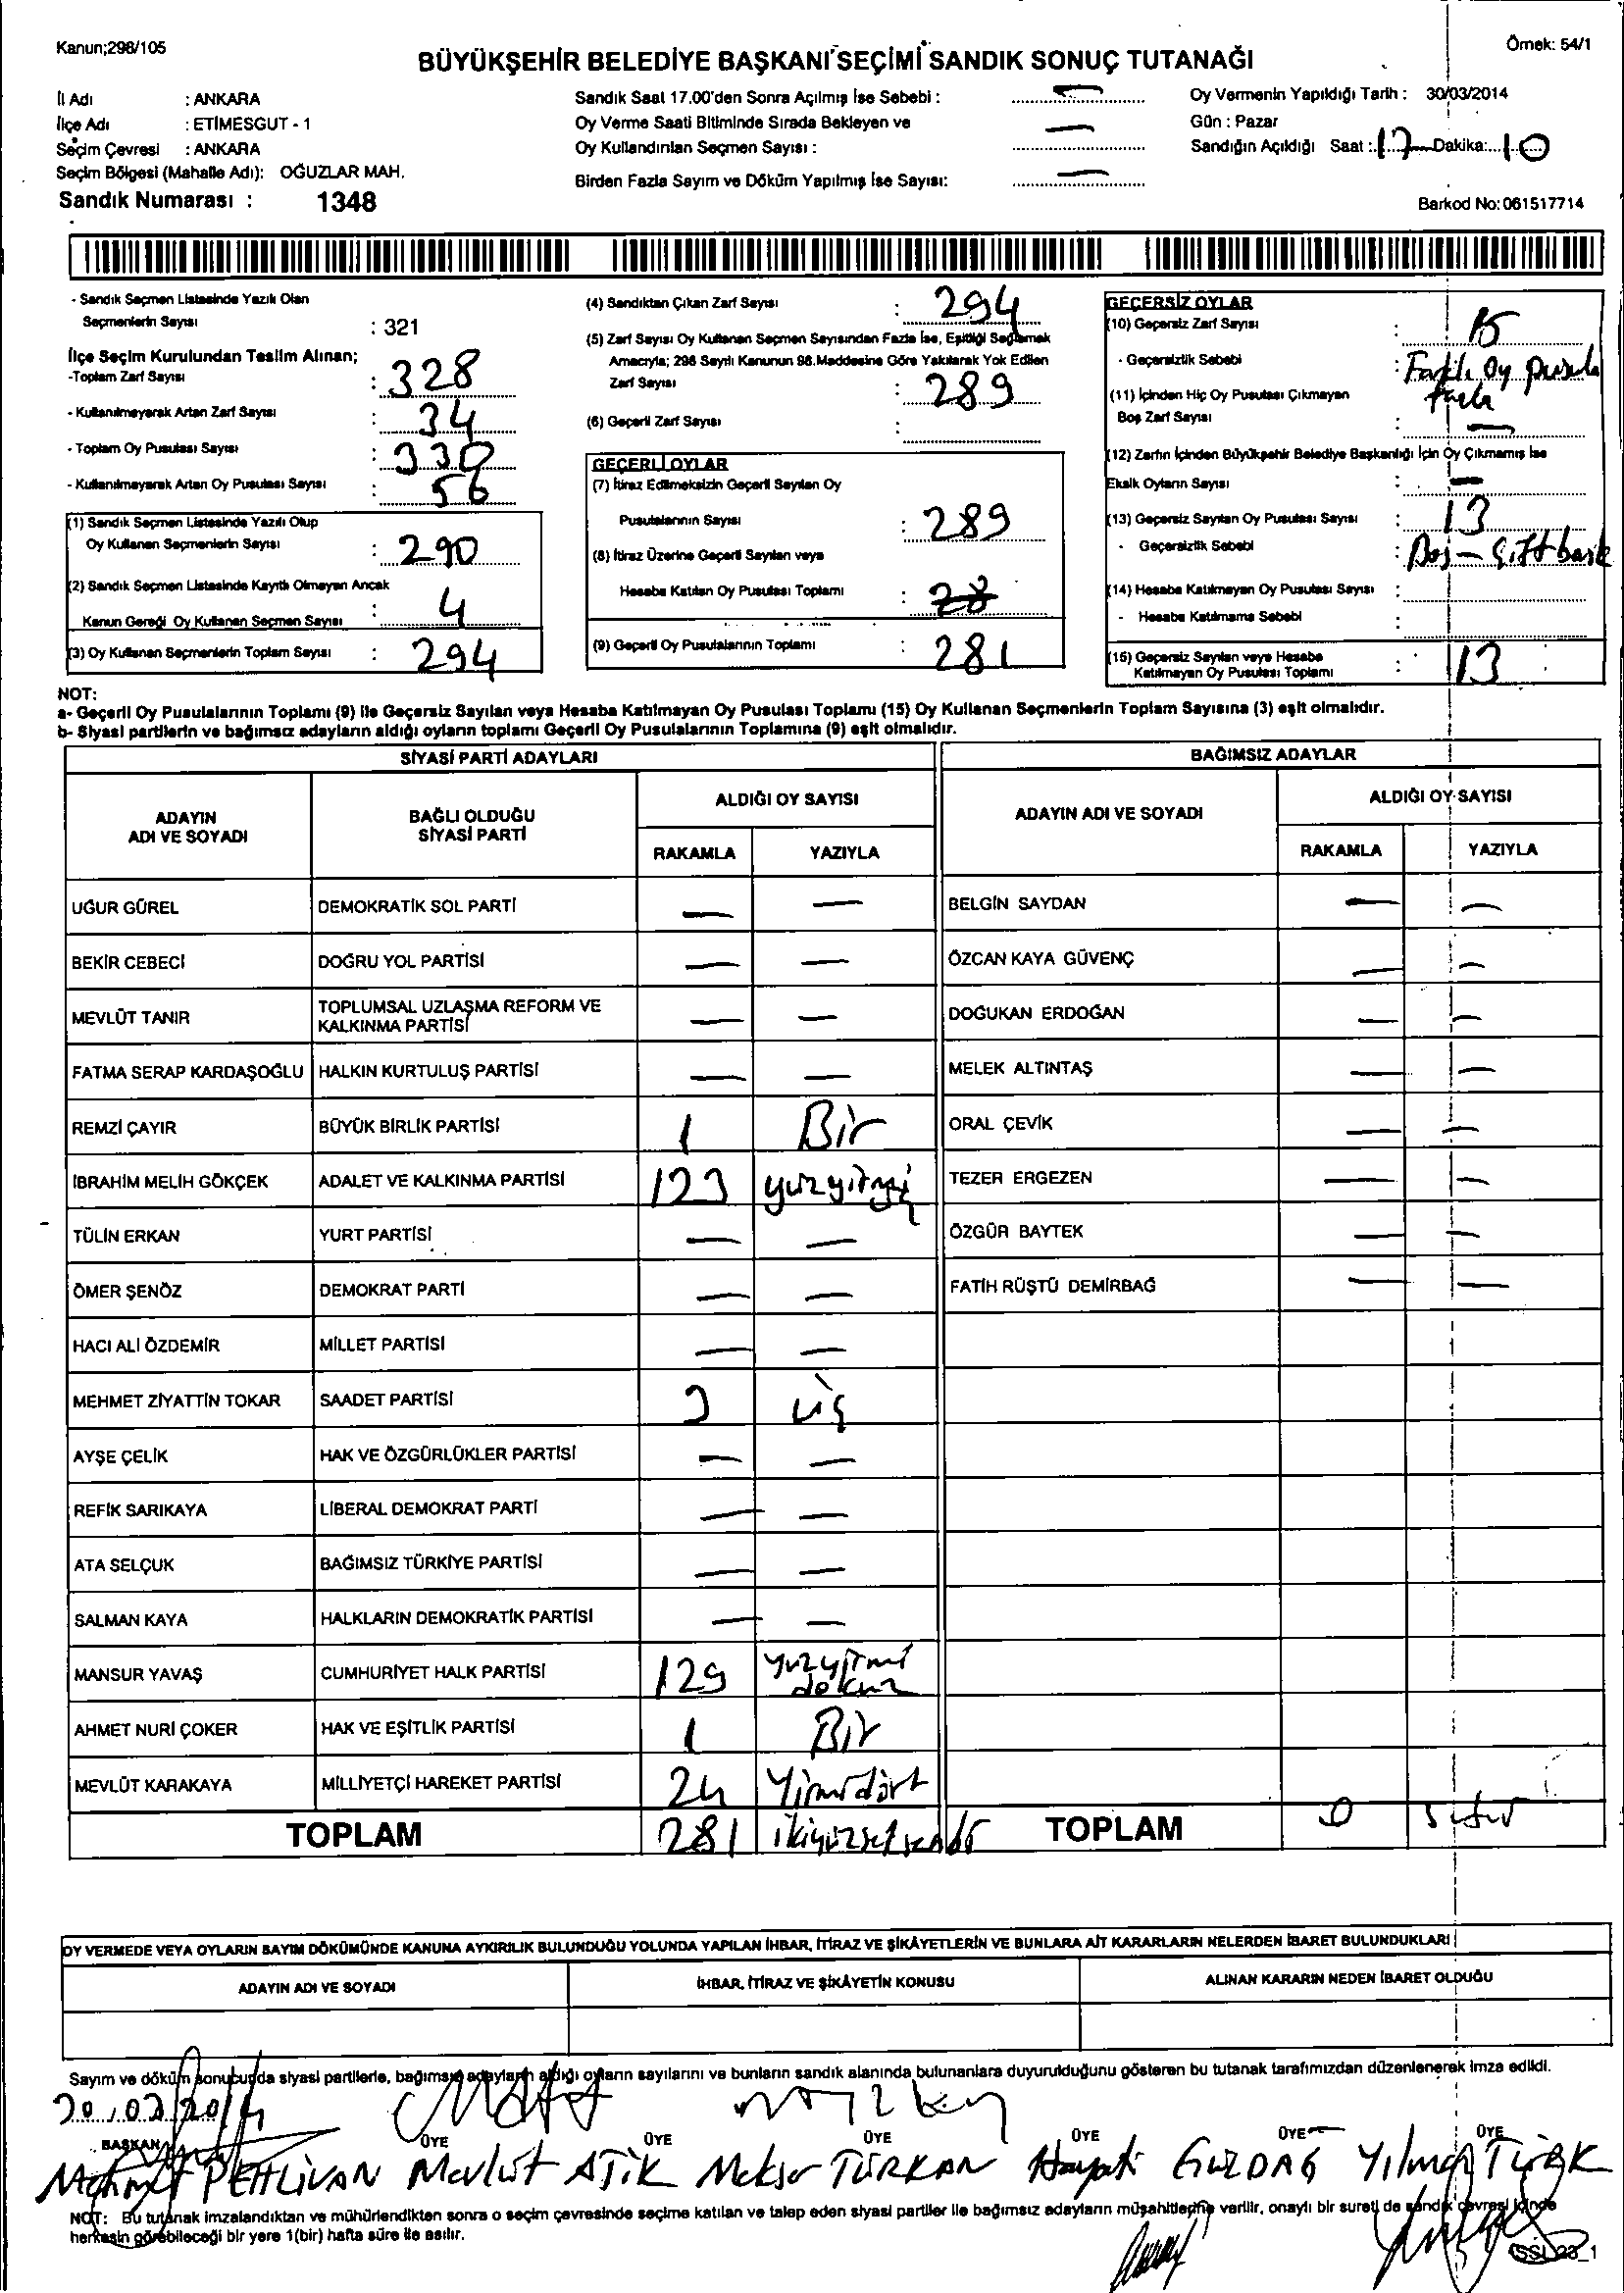 Kanun;298/105
Örnek: 54/1
BÜYÜKŞEHİR BELEDİYE BAŞKANI SEÇİMİ SANDIK SONUÇ TUTANAĞI
İl Adı : ANKARA
İlçe Adı : ETİMESGUT - 1
Seçim Çevresi : ANKARA
Seçim Bölgesi (Mahalle Adı): OĞUZLAR MAH.
Sandık Numarası : 1348
Sandık Saat 17.00'den Sonra Açılmış İse Sebebi : —
Oy Verme Saati Bitiminde Sırada Bekleyen ve
Oy Kullandırılan Seçmen Sayısı : —
Birden Fazla Sayım ve Döküm Yapılmış İse Sayısı: —
Oy Vermenin Yapıldığı Tarih : 30/03/2014
Gün : Pazar
Sandığın Açıldığı Saat : 17 Dakika: 10
Barkod No: 061517714
- Sandık Seçmen Listesinde Yazılı Olan
Seçmenlerin Sayısı : 321
İlçe Seçim Kurulundan Teslim Alınan;
-Toplam Zarf Sayısı : 328
- Kullanılmayarak Artan Zarf Sayısı : 34
- Toplam Oy Pusulası Sayısı : 330
- Kullanılmayarak Artan Oy Pusulası Sayısı : 56
(1) Sandık Seçmen Listesinde Yazılı Olup
Oy Kullanan Seçmenlerin Sayısı : 290
(2) Sandık Seçmen Listesinde Kayıtlı Olmayan Ancak
Kanun Gereği Oy Kullanan Seçmen Sayısı : 4
(3) Oy Kullanan Seçmenlerin Toplam Sayısı : 294
(4) Sandıktan Çıkan Zarf Sayısı : 294
(5) Zarf Sayısı Oy Kullanan Seçmen Sayısından Fazla İse, Eşitliği Sağlamak
Amacıyla; 298 Sayılı Kanunun 98.Maddesine Göre Yakılarak Yok Edilen
Zarf Sayısı : 289
(6) Geçerli Zarf Sayısı :
GEÇERLİ OYLAR
(7) İtiraz Edilmeksizin Geçerli Sayılan Oy
Pusulalarının Sayısı : 289
(8) İtiraz Üzerine Geçerli Sayılan veya
Hesaba Katılan Oy Pusulası Toplamı : 28
(9) Geçerli Oy Pusulalarının Toplamı : 281
GEÇERSİZ OYLAR
(10) Geçersiz Zarf Sayısı : 15
- Geçersizlik Sebebi : Farklı Oy pusula
fazla
(11) İçinden Hiç Oy Pusulası Çıkmayan
Boş Zarf Sayısı : —
(12) Zarfın İçinden Büyükşehir Belediye Başkanlığı İçin Oy Çıkmamış İse
Eksik Oyların Sayısı : —
(13) Geçersiz Sayılan Oy Pusulası Sayısı : 13
- Geçersizlik Sebebi : Boş - Çift bask
(14) Hesaba Katılmayan Oy Pusulası Sayısı :
- Hesaba Katılmama Sebebi :
(15) Geçersiz Sayılan veya Hesaba
Katılmayan Oy Pusulası Toplamı : 13
NOT:
a- Geçerli Oy Pusulalarının Toplamı (9) ile Geçersiz Sayılan veya Hesaba Katılmayan Oy Pusulası Toplamı (15) Oy Kullanan Seçmenlerin Toplam Sayısına (3) eşit olmalıdır.
b- Siyasi partilerin ve bağımsız adayların aldığı oyların toplamı Geçerli Oy Pusulalarının Toplamına (9) eşit olmalıdır.
SİYASİ PARTİ ADAYLARI
BAĞIMSIZ ADAYLAR
ADAYIN ADI VE SOYADI
BAĞLI OLDUĞU SİYASİ PARTİ
ALDIĞI OY SAYISI
RAKAMLA YAZIYLA
ADAYIN ADI VE SOYADI
ALDIĞI OY SAYISI
RAKAMLA YAZIYLA
UĞUR GÜREL DEMOKRATİK SOL PARTİ — — BELGİN SAYDAN — —
BEKİR CEBECİ DOĞRU YOL PARTİSİ — — ÖZCAN KAYA GÜVENÇ — —
MEVLÜT TANIR TOPLUMSAL UZLAŞMA REFORM VE KALKINMA PARTİSİ — — DOĞUKAN ERDOĞAN — —
FATMA SERAP KARDAŞOĞLU HALKIN KURTULUŞ PARTİSİ — — MELEK ALTINTAŞ — —
REMZİ ÇAYIR BÜYÜK BİRLİK PARTİSİ 1 Bir ORAL ÇEVİK — —
İBRAHİM MELİH GÖKÇEK ADALET VE KALKINMA PARTİSİ 123 TEZER ERGEZEN — —
TÜLİN ERKAN YURT PARTİSİ — — ÖZGÜR BAYTEK — —
ÖMER ŞENÖZ DEMOKRAT PARTİ — — FATİH RÜŞTÜ DEMİRBAĞ — —
HACI ALİ ÖZDEMİR MİLLET PARTİSİ — —
MEHMET ZİYATTİN TOKAR SAADET PARTİSİ 3 üç
AYŞE ÇELİK HAK VE ÖZGÜRLÜKLER PARTİSİ — —
REFİK SARIKAYA LİBERAL DEMOKRAT PARTİ — —
ATA SELÇUK BAĞIMSIZ TÜRKİYE PARTİSİ — —
SALMAN KAYA HALKLARIN DEMOKRATİK PARTİSİ — —
MANSUR YAVAŞ CUMHURİYET HALK PARTİSİ 129 yüzyirmi dokuz
AHMET NURİ ÇOKER HAK VE EŞİTLİK PARTİSİ 1 Bir
MEVLÜT KARAKAYA MİLLİYETÇİ HAREKET PARTİSİ 24 Yirmidört
TOPLAM 281 ikiyüzseksenbir TOPLAM 0 sıfır
OY VERMEDE VEYA OYLARIN SAYIM DÖKÜMÜNDE KANUNA AYKIRILIK BULUNDUĞU YOLUNDA YAPILAN İHBAR, İTİRAZ VE ŞİKÂYETLERİN VE BUNLARA AİT KARARLARIN NELERDEN İBARET BULUNDUKLARI
ADAYIN ADI VE SOYADI İHBAR, İTİRAZ VE ŞİKÂYETİN KONUSU ALINAN KARARIN NEDEN İBARET OLDUĞU
Sayım ve döküm sonucunda siyasi partilerle, bağımsız adayların aldığı oyların sayılarını ve bunların sandık alanında bulunanlara duyurulduğunu gösteren bu tutanak tarafımızdan düzenlenerek imza edildi.
30.03.2014
BAŞKAN ÜYE ÜYE ÜYE ÜYE ÜYE ÜYE
Mehmet PEHLİVAN Mevlüt ATİK TÜRKAN Hayati Yılmaz
NOT: Bu tutanak imzalandıktan ve mühürlendikten sonra o seçim çevresinde seçime katılan ve talep eden siyasi partiler ile bağımsız adayların müşahitlerine verilir, onaylı bir sureti de sandık çevresi içinde
herkesin görebileceği bir yere 1(bir) hafta süre ile asılır.